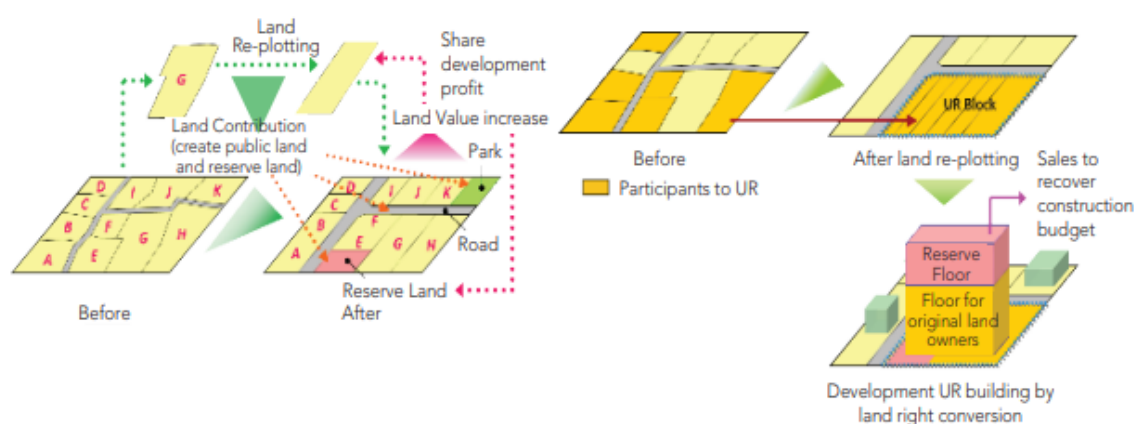 Land
Re-plotting
G
Share
development
profit
Land Contribution
(create public land
and reserve land)
Land Value increase
Park
D
I
J
K
C
B
F
G
H
A
E
D
I
J
K
C
B
F
E
G
H
A
Road
Reserve Land
Before
After
Before
Participants to UR
UR Block
After land re-plotting
Sales to
recover
construction
budget
Reserve
Floor
Floor for
original land
owners
Development UR building by
land right conversion